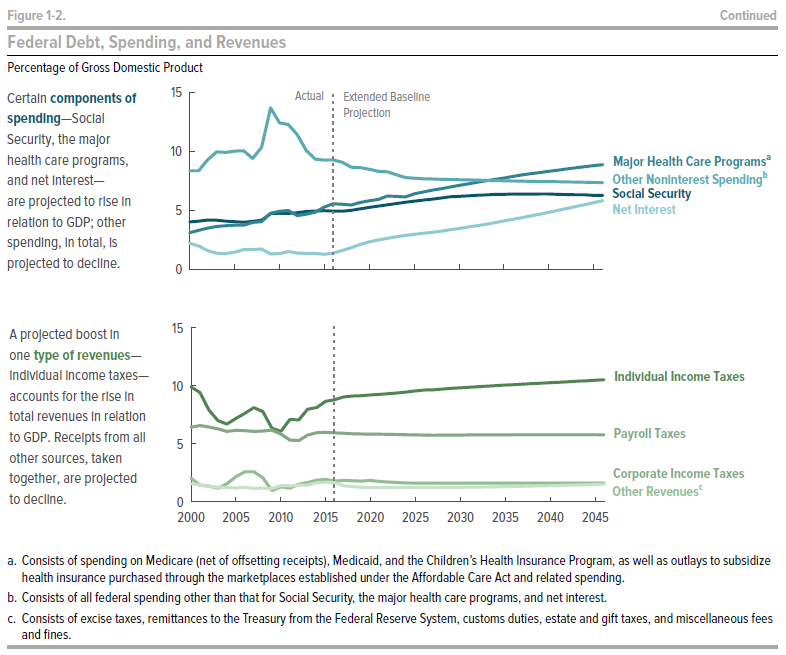 Figure 1-2.
Continued
Federal Debt, Spending, and Revenues
Percentage of Gross Domestic Product
Certain components of
spending—Social
Security, the major
health care programs,
and net interest—
are projected to rise in
relation to GDP; other
spending, in total, is
projected to decline.
15
10
5
0
Actual
Extended Baseline
Projection
Major Health Care Programsᵃ
Other Noninterest Spendingᵇ
Social Security
Net Interest
A projected boost in
one type of revenues—
individual income taxes—
accounts for the rise in
total revenues in relation
to GDP. Receipts from all
other sources, taken
together, are projected
to decline.
15
10
5
0
Individual Income Taxes
Payroll Taxes
Corporate Income Taxes
Other Revenuesᶜ
2000 2005 2010 2015 2020 2025 2030 2035 2040 2045
a. Consists of spending on Medicare (net of offsetting receipts), Medicaid, and the Children's Health Insurance Program, as well as outlays to subsidize
health insurance purchased through the marketplaces established under the Affordable Care Act and related spending.
b. Consists of all federal spending other than that for Social Security, the major health care programs, and net interest.
c. Consists of excise taxes, remittances to the Treasury from the Federal Reserve System, customs duties, estate and gift taxes, and miscellaneous fees
and fines.